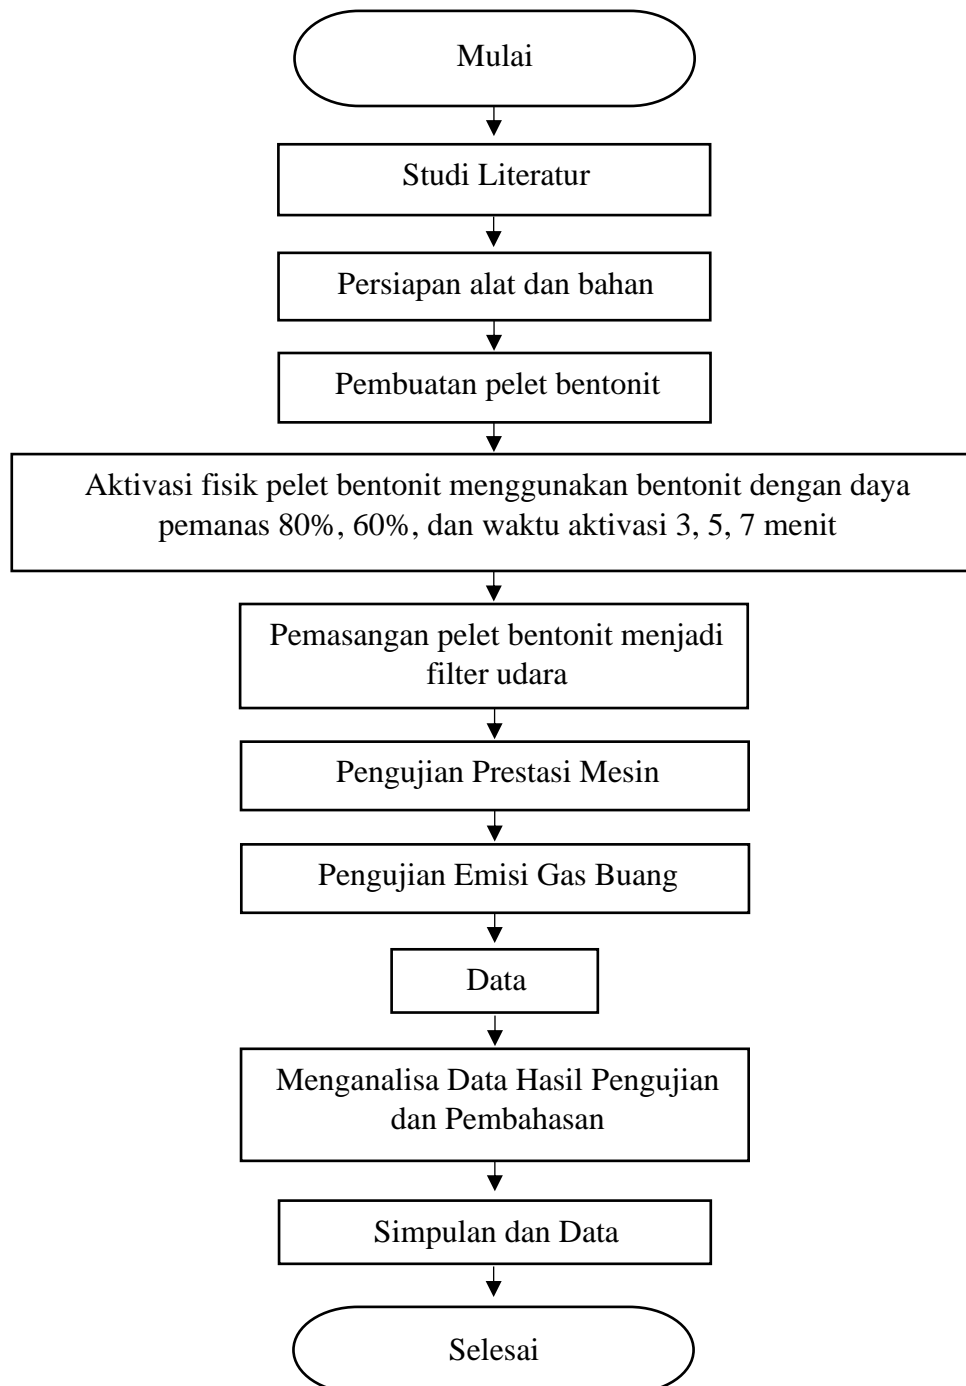 Mulai
Studi Literatur
Persiapan alat dan bahan
Pembuatan pelet bentonit
Aktivasi fisik pelet bentonit menggunakan bentonit dengan daya
pemanas 80%, 60%, dan waktu aktivasi 3, 5, 7 menit
Pemasangan pelet bentonit menjadi
filter udara
Pengujian Prestasi Mesin
Pengujian Emisi Gas Buang
Data
Menganalisa Data Hasil Pengujian
dan Pembahasan
Simpulan dan Data
Selesai